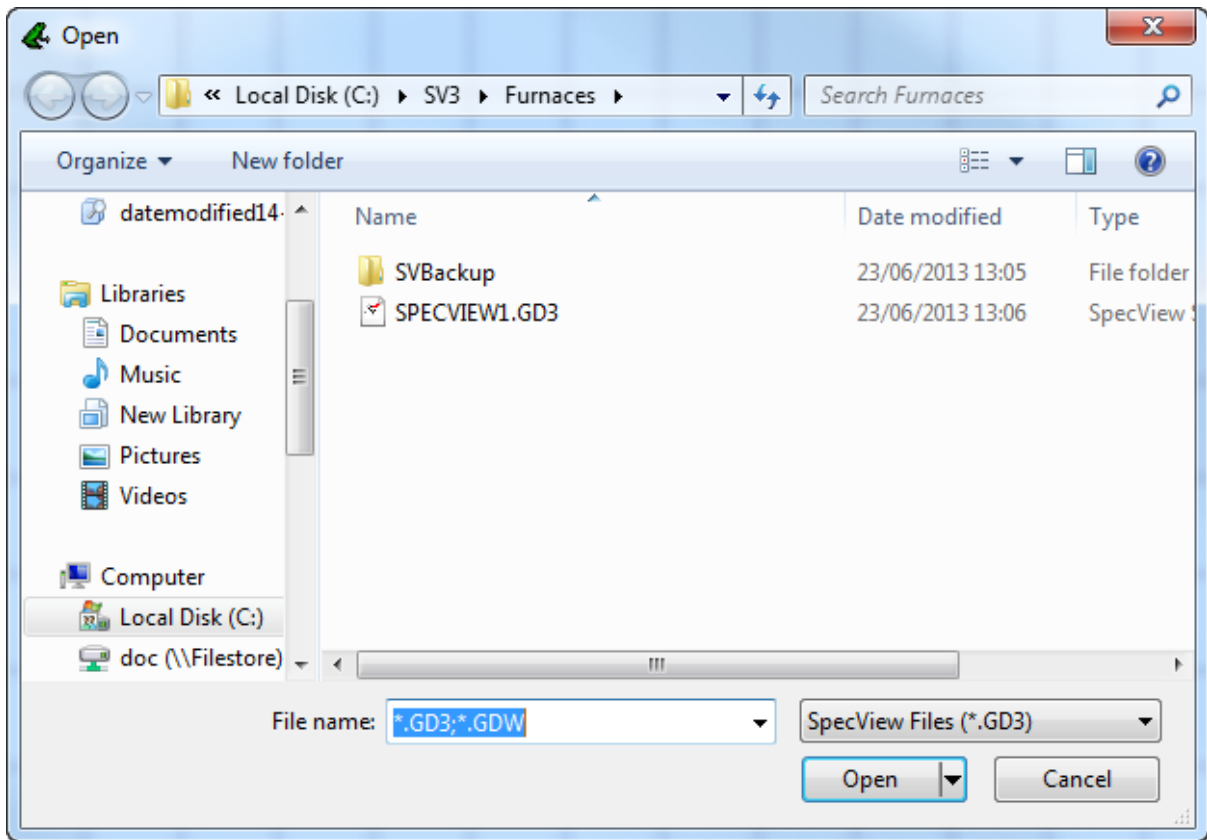 Open
« Local Disk (C:) SV3 Furnaces Search Furnaces
Organize New folder
datemodified14-
Name Date modified Type
SVBackup 23/06/2013 13:05 File folder
SPECVIEW1.GD3 23/06/2013 13:06 SpecView
Libraries
Documents
Music
New Library
Pictures
Videos
Computer
Local Disk (C:)
doc (\\Filestore)
File name: *.GD3;*.GDW SpecView Files (*.GD3)
Open Cancel